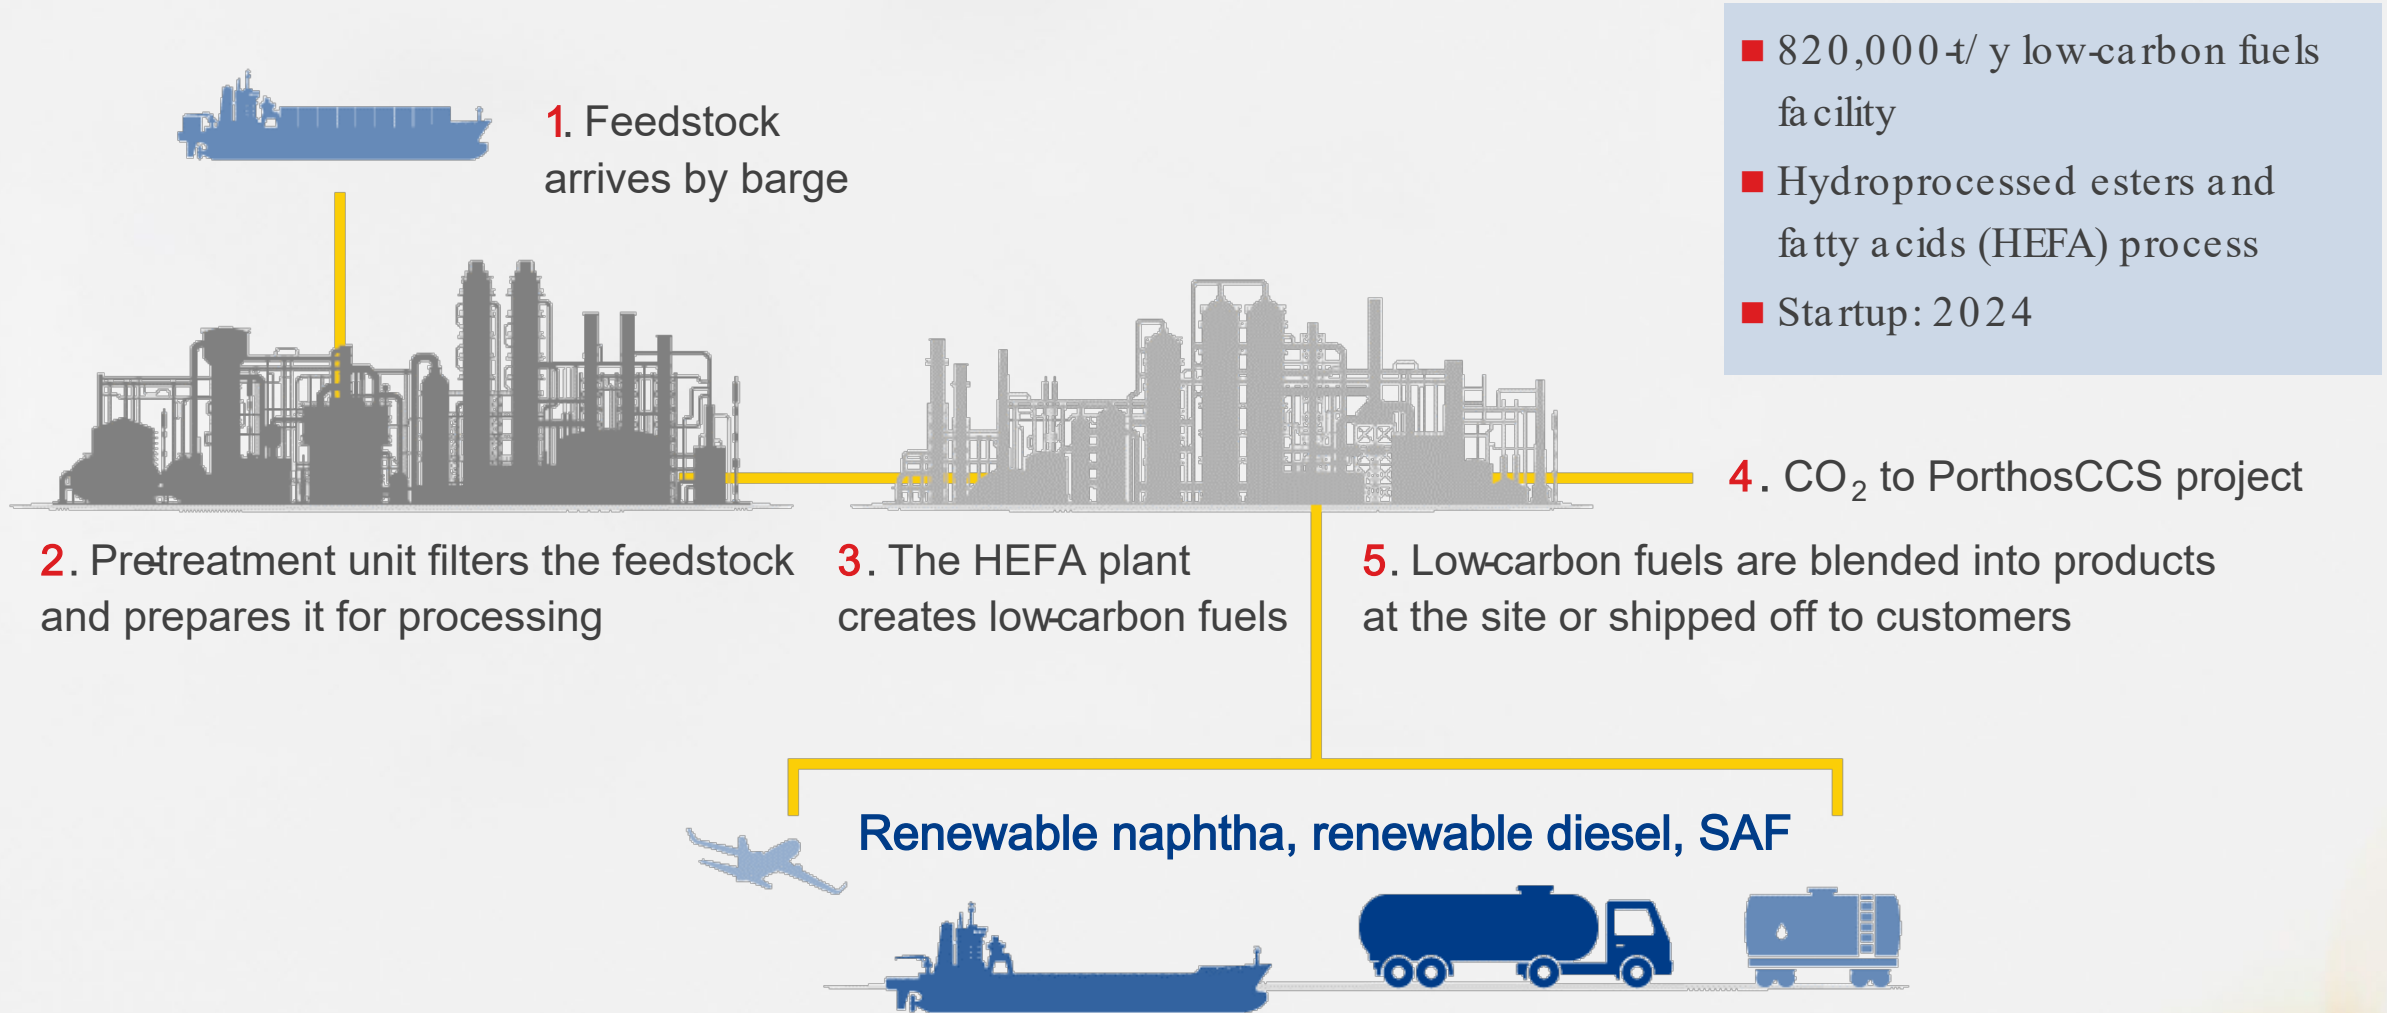 1. Feedstock
arrives by barge
820,000-t/y low-carbon fuels
facility
Hydroprocessed esters and
fatty acids (HEFA) process
Startup: 2024
2. Pre-treatment unit filters the feedstock
and prepares it for processing
3. The HEFA plant
creates low-carbon fuels
4. CO₂ to PorthosCCS project
5. Low-carbon fuels are blended into products
at the site or shipped off to customers
Renewable naphtha, renewable diesel, SAF